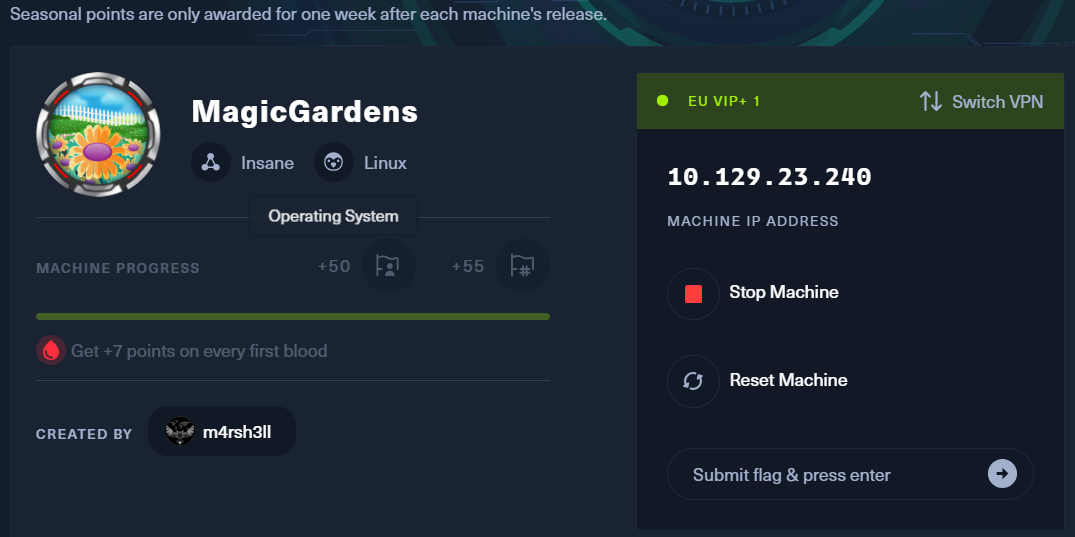 Seasonal points are only awarded for one week after each machine's release.
MagicGardens
Insane Linux
Operating System
MACHINE PROGRESS +50 +55
Get +7 points on every first blood
CREATED BY m4rsh3ll
EU VIP+ 1 Switch VPN
10.129.23.240
MACHINE IP ADDRESS
Stop Machine
Reset Machine
Submit flag & press enter